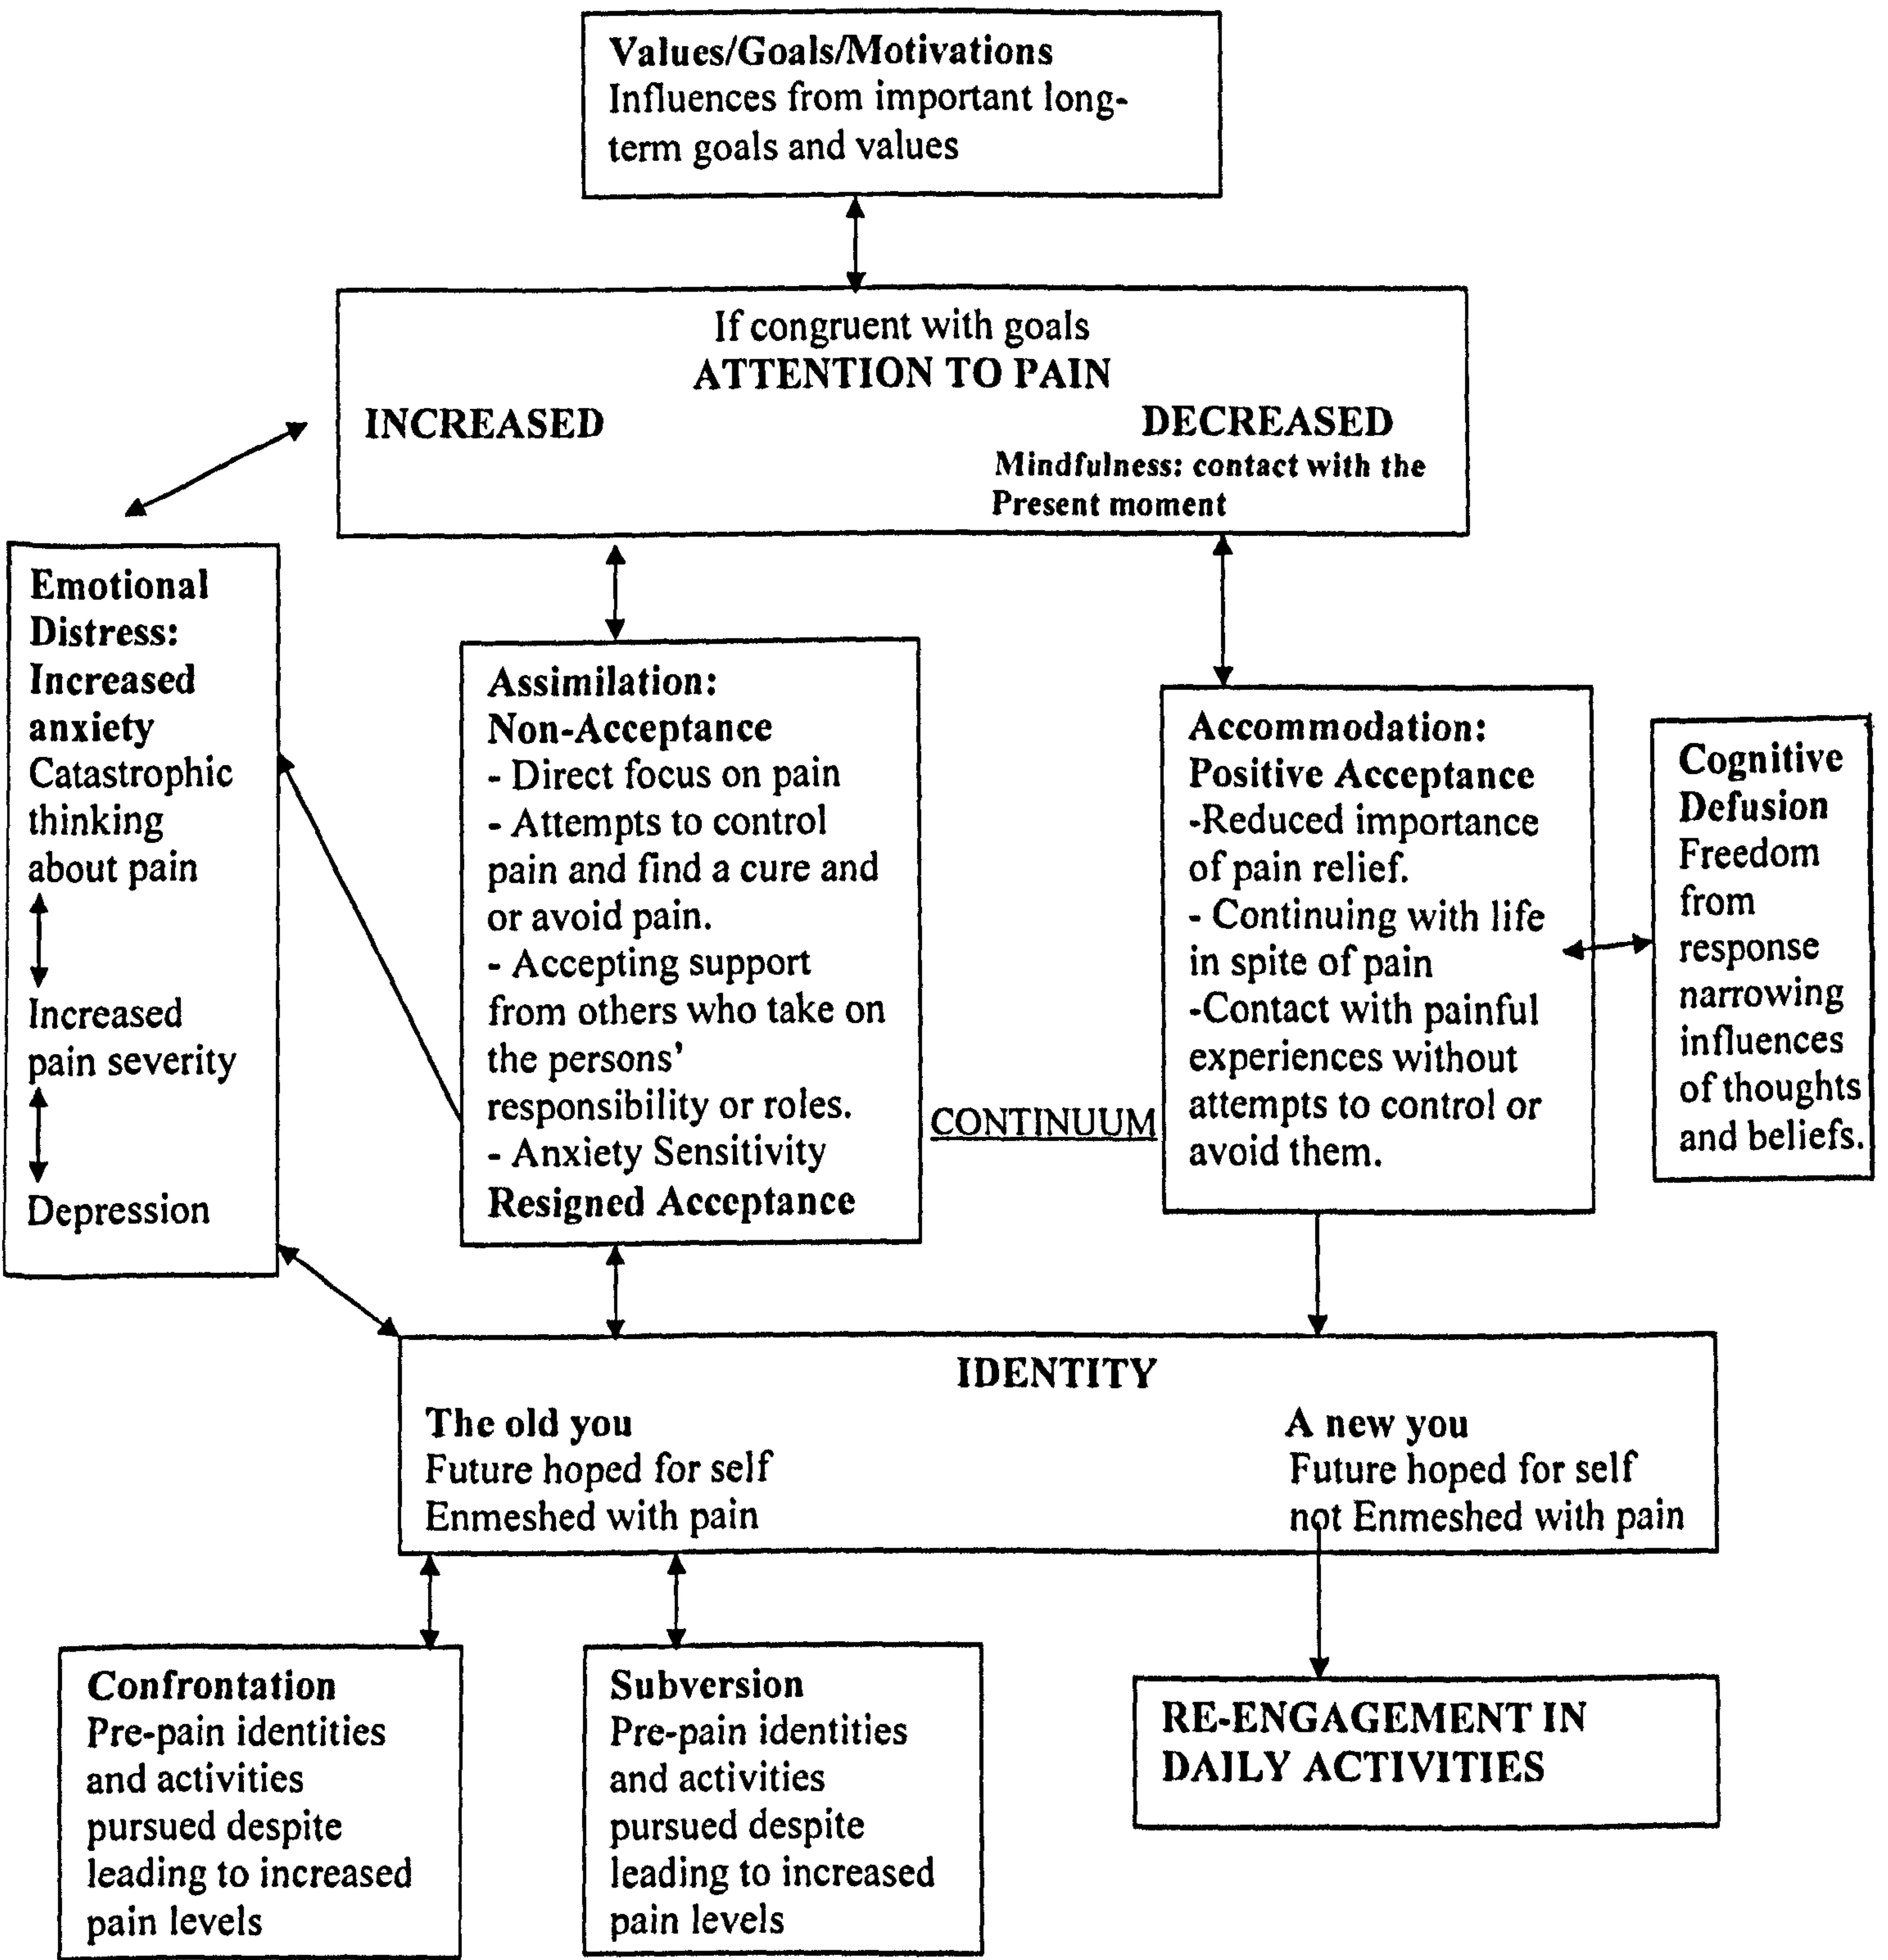 Values/Goals/Motivations
Influences from important long-
term goals and values
If congruent with goals
ATTENTION TO PAIN
INCREASED
DECREASED
Mindfulness: contact with the
Present moment
Emotional
Distress:
Increased
anxiety
Catastrophic
thinking
about pain
Increased
pain severity
Depression
Assimilation:
Non-Acceptance
- Direct focus on pain
- Attempts to control
pain and find a cure and
or avoid pain.
- Accepting support
from others who take on
the persons'
responsibility or roles.
- Anxiety Sensitivity
Resigned Acceptance
CONTINUUM
Accommodation:
Positive Acceptance
-Reduced importance
of pain relief.
- Continuing with life
in spite of pain
-Contact with painful
experiences without
attempts to control or
avoid them.
Cognitive
Defusion
Freedom
from
response
narrowing
influences
of thoughts
and beliefs.
IDENTITY
The old you
Future hoped for self
Enmeshed with pain
A new you
Future hoped for self
not Enmeshed with pain
Confrontation
Pre-pain identities
and activities
pursued despite
leading to increased
pain levels
Subversion
Pre-pain identities
and activities
pursued despite
leading to increased
pain levels
RE-ENGAGEMENT IN
DAILY ACTIVITIES